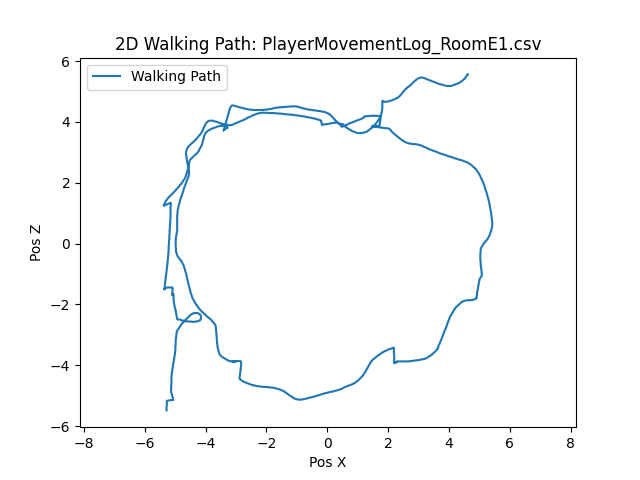 2D Walking Path: PlayerMovementLog_RoomE1.csv
Walking Path
6
4
2
0
−2
−4
−6
Pos Z
−8 −6 −4 −2 0 2 4 6 8
Pos X